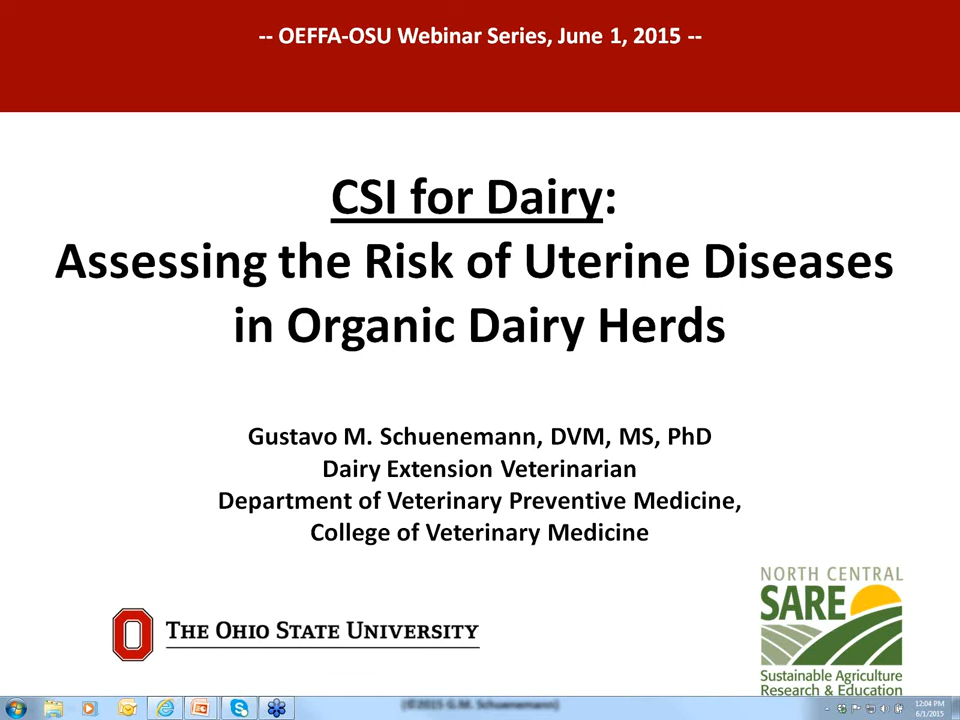 -- OEFFA-OSU Webinar Series, June 1, 2015 --
CSI for Dairy:
Assessing the Risk of Uterine Diseases
in Organic Dairy Herds
Gustavo M. Schuenemann, DVM, MS, PhD
Dairy Extension Veterinarian
Department of Veterinary Preventive Medicine,
College of Veterinary Medicine
THE OHIO STATE UNIVERSITY
NORTH CENTRAL
SARE
Sustainable Agriculture
Research & Education
(©2015 G.M. Schuenemann)
12:04 PM
6/1/2015